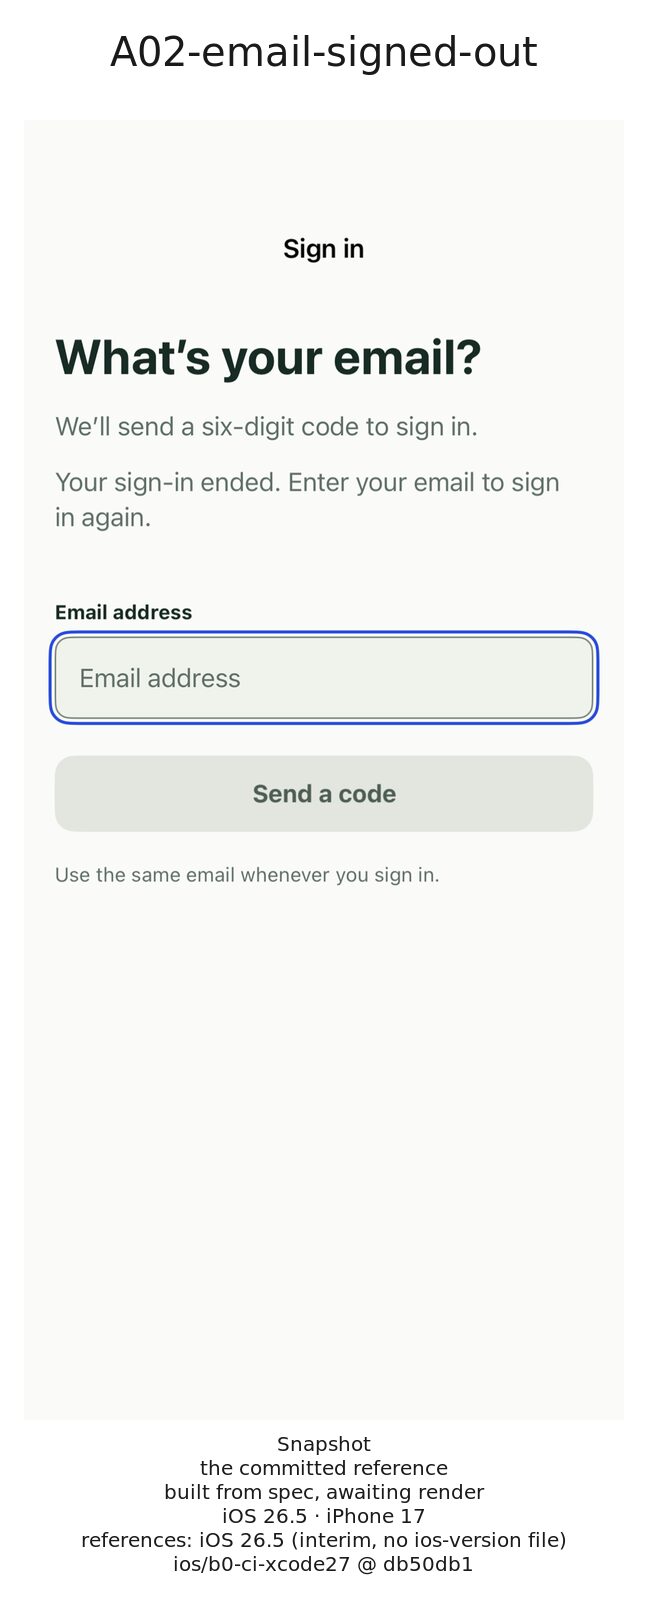 A02-email-signed-out
Sign in
What’s your email?
We’ll send a six-digit code to sign in.
Your sign-in ended. Enter your email to sign
in again.
Email address
Email address
Send a code
Use the same email whenever you sign in.
Snapshot
the committed reference
built from spec, awaiting render
iOS 26.5 · iPhone 17
references: iOS 26.5 (interim, no ios-version file)
ios/b0-ci-xcode27 @ db50db1